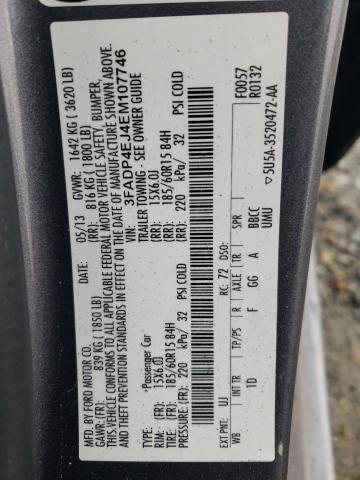 MFD. BY FORD MOTOR CO.
DATE: 05/13 GVWR: 1642 KG ( 3620 LB)
GAWR:(FR): 839 KG (1850 LB) (RR): 816 KG ( 1800 LB)
THIS VEHICLE CONFORMS TO ALL APPLICABLE FEDERAL MOTOR VEHICLE SAFETY, BUMPER,
AND THEFT PREVENTION STANDARDS IN EFFECT ON THE DATE OF MANUFACTURE SHOWN ABOVE.
VIN: 3FADP4EJ4EM107746
TYPE: *Passenger Car TRAILER TOWING - SEE OWNER GUIDE
RIM: (FR): 15X6.0J (RR): 15X6.0J
TIRES: (FR): 185/60R15 84H (RR): 185/60R15 84H
PSR: (FR): 220 kPa/ 32 PSI COLD (RR): 220 kPa/ 32 PSI COLD
EXT PNT: UJ RC: 72 DSO: F0057
R0132
WB INT TR TP/PS R AXLE TR SPR
1D F GG A BBCC
UMU
▽5U5A-3520472-AA